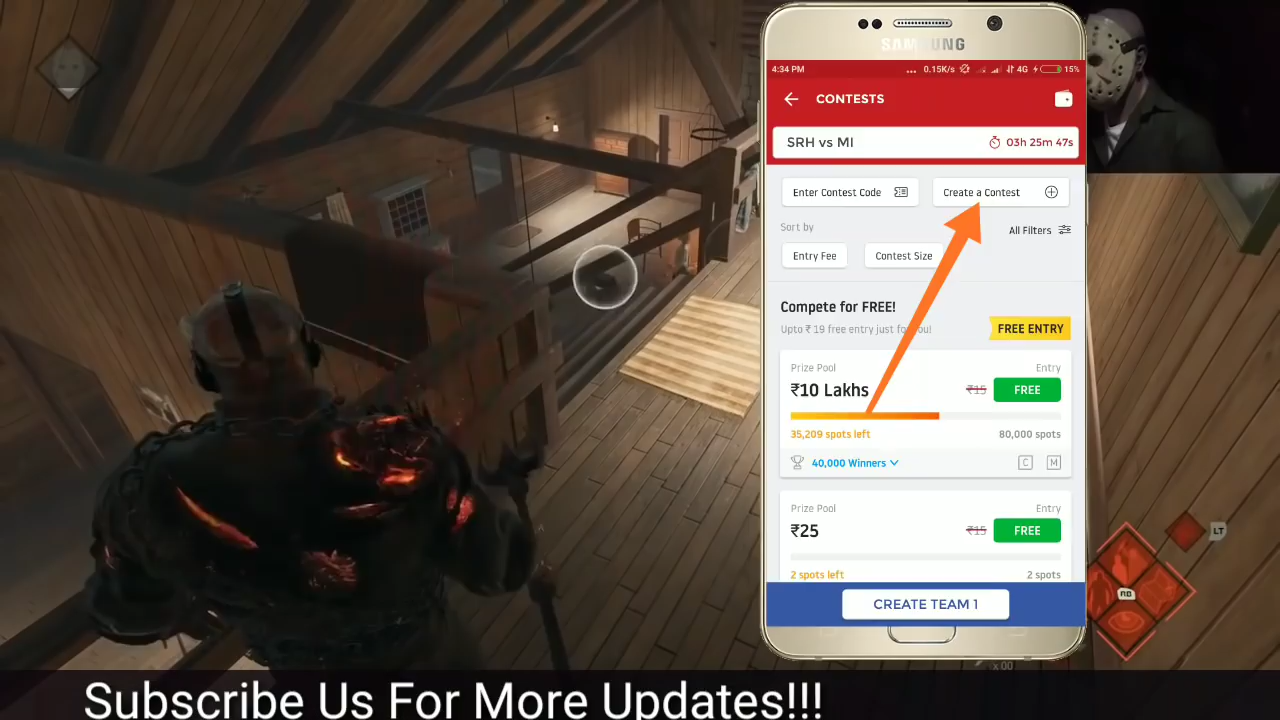 SAMSUNG
4:34 PM
... 0.15K/s 4G 15%
CONTESTS
SRH vs MI
03h 25m 47s
Enter Contest Code
Create a Contest
Sort by
All Filters
Entry Fee
Contest Size
Compete for FREE!
Upto ₹ 19 free entry just for you!
FREE ENTRY
Prize Pool
Entry
₹10 Lakhs
₹15
FREE
35,209 spots left
80,000 spots
40,000 Winners
C
M
Prize Pool
Entry
₹25
₹15
FREE
2 spots left
2 spots
CREATE TEAM 1
LT
RB
x00
Subscribe Us For More Updates!!!